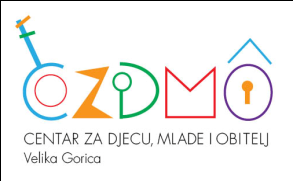 CZDMO
CENTAR ZA DJECU, MLADE I OBITELJ
Velika Gorica